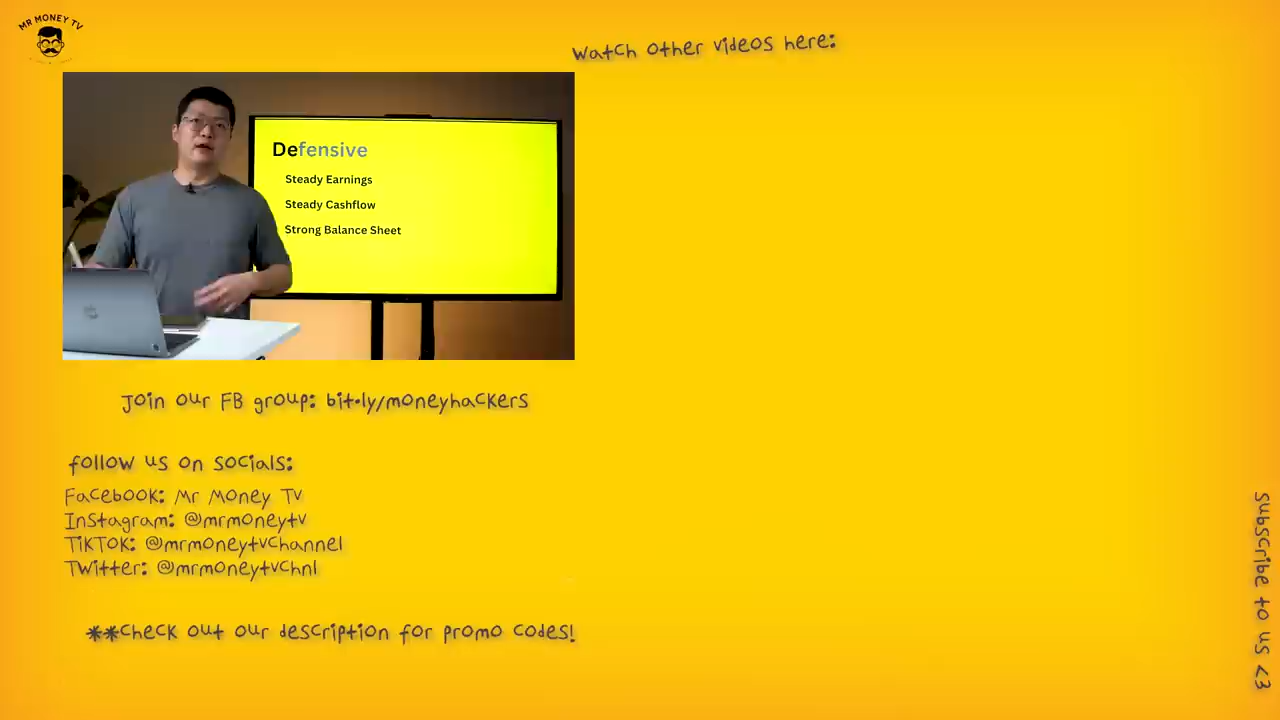 MR MONEY TV
Watch other videos here:
Defensive
Steady Earnings
Steady Cashflow
Strong Balance Sheet
Join our FB group: bit.ly/moneyhackers
follow us on socials:
Facebook: Mr Money TV
Instagram: @mrmoneytv
TikTok: @mrmoneytvchannel
Twitter: @mrmoneytvchnl
**Check out our description for promo codes!
Subscribe to us <3